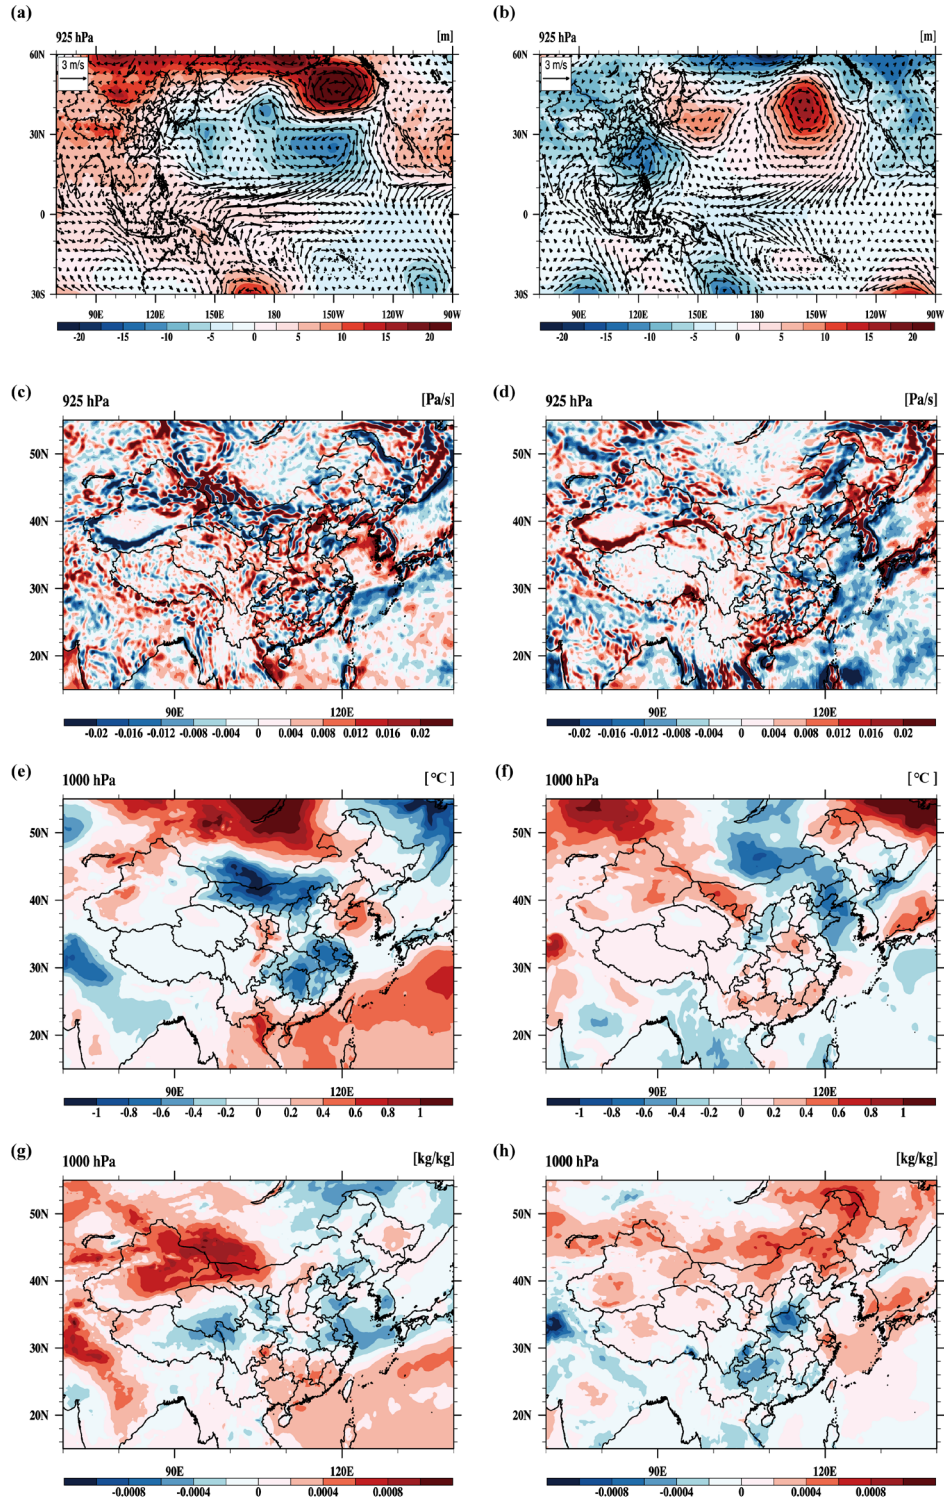 (a)
(b)
925 hPa [m]
925 hPa [m]
60N
3 m/s
30N
0
30S
90E 120E 150E 180 150W 120W 90W
-20 -15 -10 -5 0 5 10 15 20
60N
3 m/s
30N
0
30S
90E 120E 150E 180 150W 120W 90W
-20 -15 -10 -5 0 5 10 15 20
(c)
(d)
925 hPa [Pa/s]
925 hPa [Pa/s]
50N
40N
30N
20N
90E 120E
-0.02 -0.016 -0.012 -0.008 -0.004 0 0.004 0.008 0.012 0.016 0.02
50N
40N
30N
20N
90E 120E
-0.02 -0.016 -0.012 -0.008 -0.004 0 0.004 0.008 0.012 0.016 0.02
(e)
(f)
1000 hPa [°C ]
1000 hPa [°C ]
50N
40N
30N
20N
90E 120E
-1 -0.8 -0.6 -0.4 -0.2 0 0.2 0.4 0.6 0.8 1
50N
40N
30N
20N
90E 120E
-1 -0.8 -0.6 -0.4 -0.2 0 0.2 0.4 0.6 0.8 1
(g)
(h)
1000 hPa [kg/kg]
1000 hPa [kg/kg]
50N
40N
30N
20N
90E 120E
-0.0008 -0.0004 0 0.0004 0.0008
50N
40N
30N
20N
90E 120E
-0.0008 -0.0004 0 0.0004 0.0008